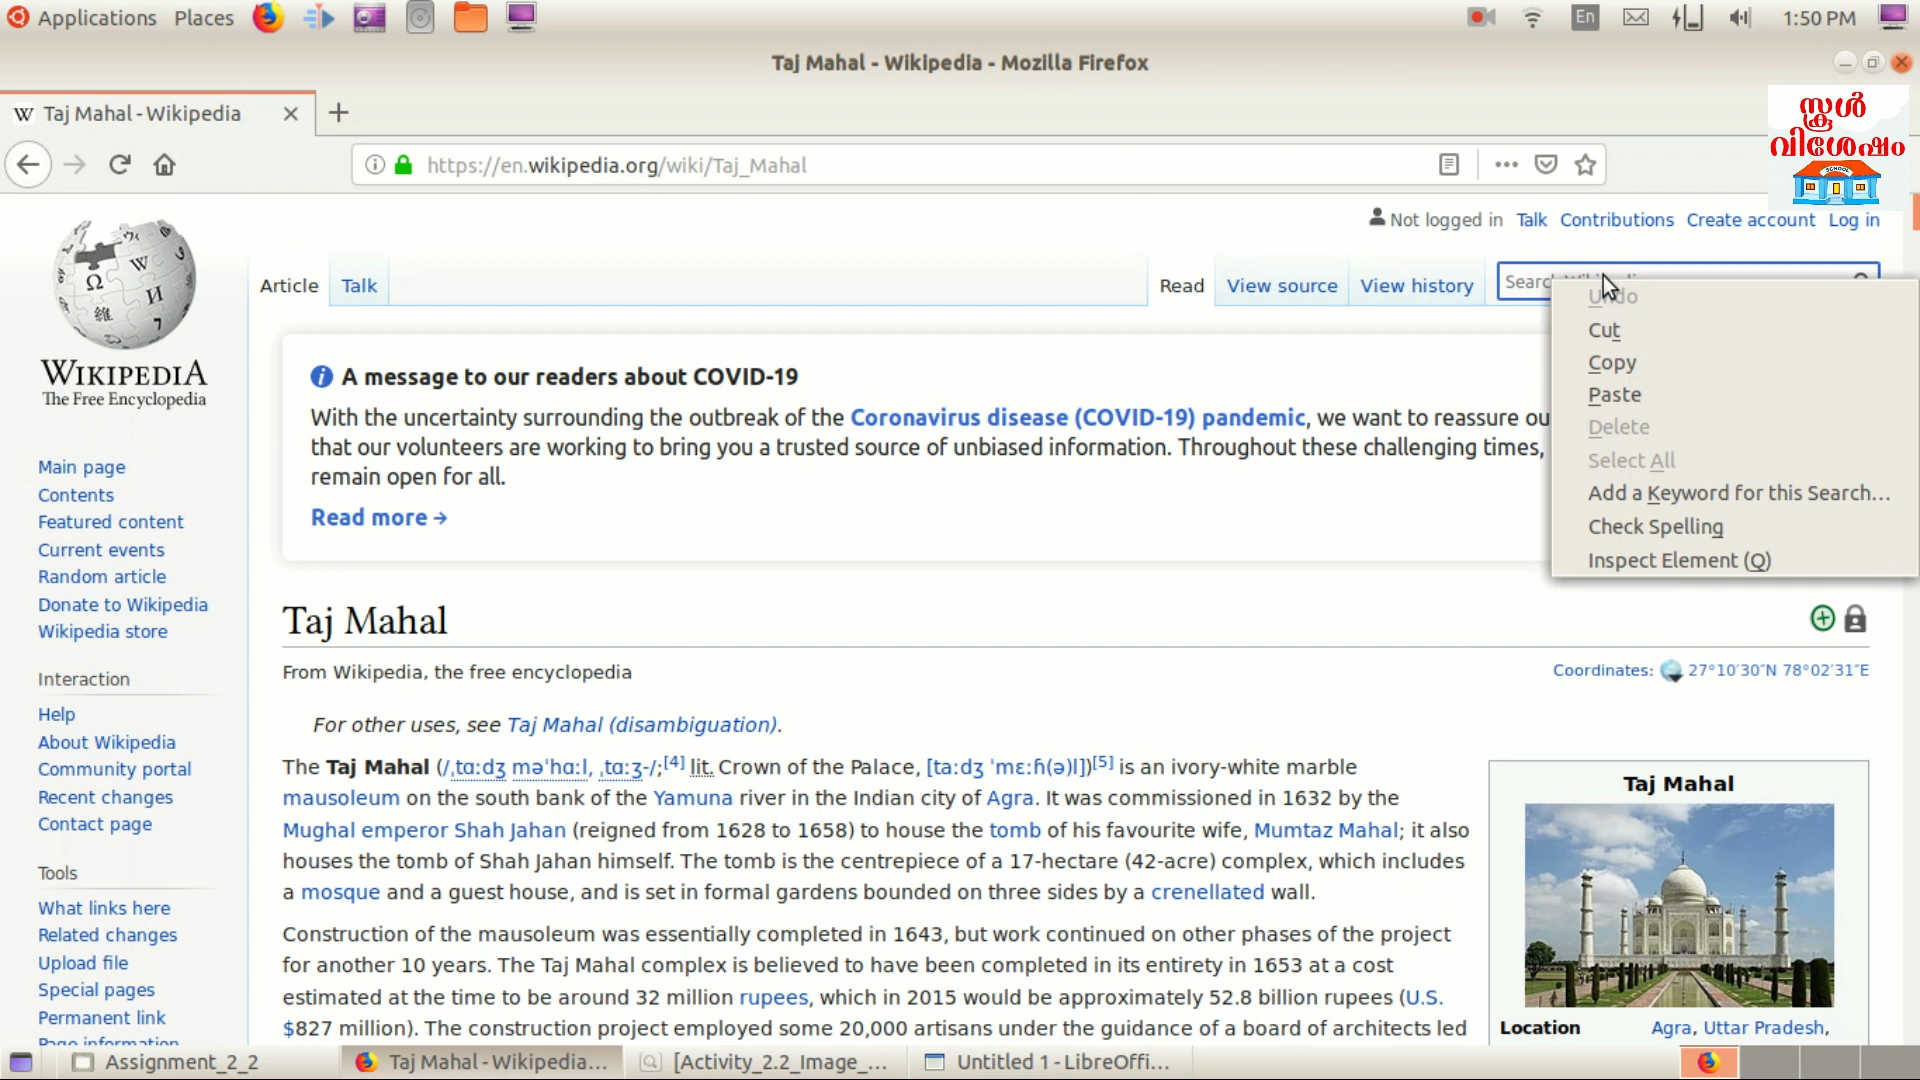 Applications Places En 1:50 PM
Taj Mahal - Wikipedia - Mozilla Firefox
W Taj Mahal - Wikipedia
സ്കൂൾ
വിശേഷം
SCHOOL
https://en.wikipedia.org/wiki/Taj_Mahal
Not logged in Talk Contributions Create account Log in
Article Talk Read View source View history
Undo
Cut
Copy
Paste
Delete
Select All
Add a Keyword for this Search...
Check Spelling
Inspect Element (Q)
WIKIPEDIA
The Free Encyclopedia
Main page
Contents
Featured content
Current events
Random article
Donate to Wikipedia
Wikipedia store
Interaction
Help
About Wikipedia
Community portal
Recent changes
Contact page
Tools
What links here
Related changes
Upload file
Special pages
Permanent link
Page information
A message to our readers about COVID-19
With the uncertainty surrounding the outbreak of the Coronavirus disease (COVID-19) pandemic, we want to reassure
that our volunteers are working to bring you a trusted source of unbiased information. Throughout these challenging times,
remain open for all.
Read more →
Taj Mahal
From Wikipedia, the free encyclopedia
Coordinates: 27°10′30″N 78°02′31″E
For other uses, see Taj Mahal (disambiguation).
The Taj Mahal (/ˌtɑːdʒ məˈhɑːl, ˌtɑːʒ-/;[4] lit. Crown of the Palace, [taːdʒ ˈmɛːɦ(ə)l])[5] is an ivory-white marble
mausoleum on the south bank of the Yamuna river in the Indian city of Agra. It was commissioned in 1632 by the
Mughal emperor Shah Jahan (reigned from 1628 to 1658) to house the tomb of his favourite wife, Mumtaz Mahal; it also
houses the tomb of Shah Jahan himself. The tomb is the centrepiece of a 17-hectare (42-acre) complex, which includes
a mosque and a guest house, and is set in formal gardens bounded on three sides by a crenellated wall.
Construction of the mausoleum was essentially completed in 1643, but work continued on other phases of the project
for another 10 years. The Taj Mahal complex is believed to have been completed in its entirety in 1653 at a cost
estimated at the time to be around 32 million rupees, which in 2015 would be approximately 52.8 billion rupees (U.S.
$827 million). The construction project employed some 20,000 artisans under the guidance of a board of architects led
Taj Mahal
Location Agra, Uttar Pradesh,
Assignment_2_2 Taj Mahal - Wikipedia... [Activity_2.2_Image_... Untitled 1 - LibreOffi...